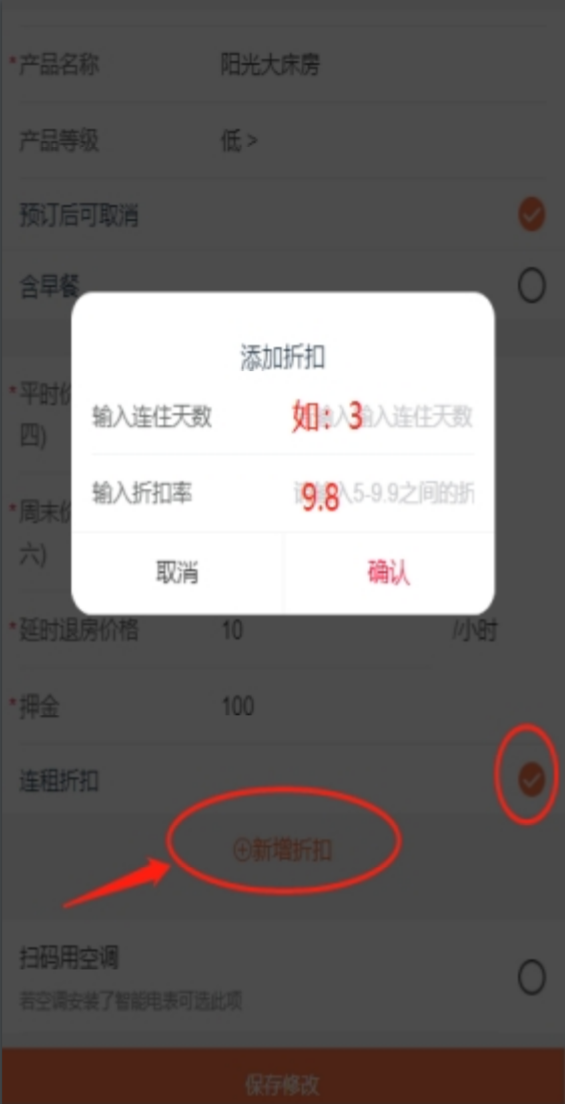 *产品名称 阳光大床房
产品等级 低 >
预订后可取消
含早餐
添加折扣
*平时价
四)
输入连住天数 如：3 输入连住天数
输入折扣率 9.8 入5-9.9之间的折
*周末价
六)
取消 确认
*延时退房价格 10 /小时
*押金 100
连租折扣
⊕新增折扣
扫码用空调
若空调安装了智能电表可选此项
保存修改